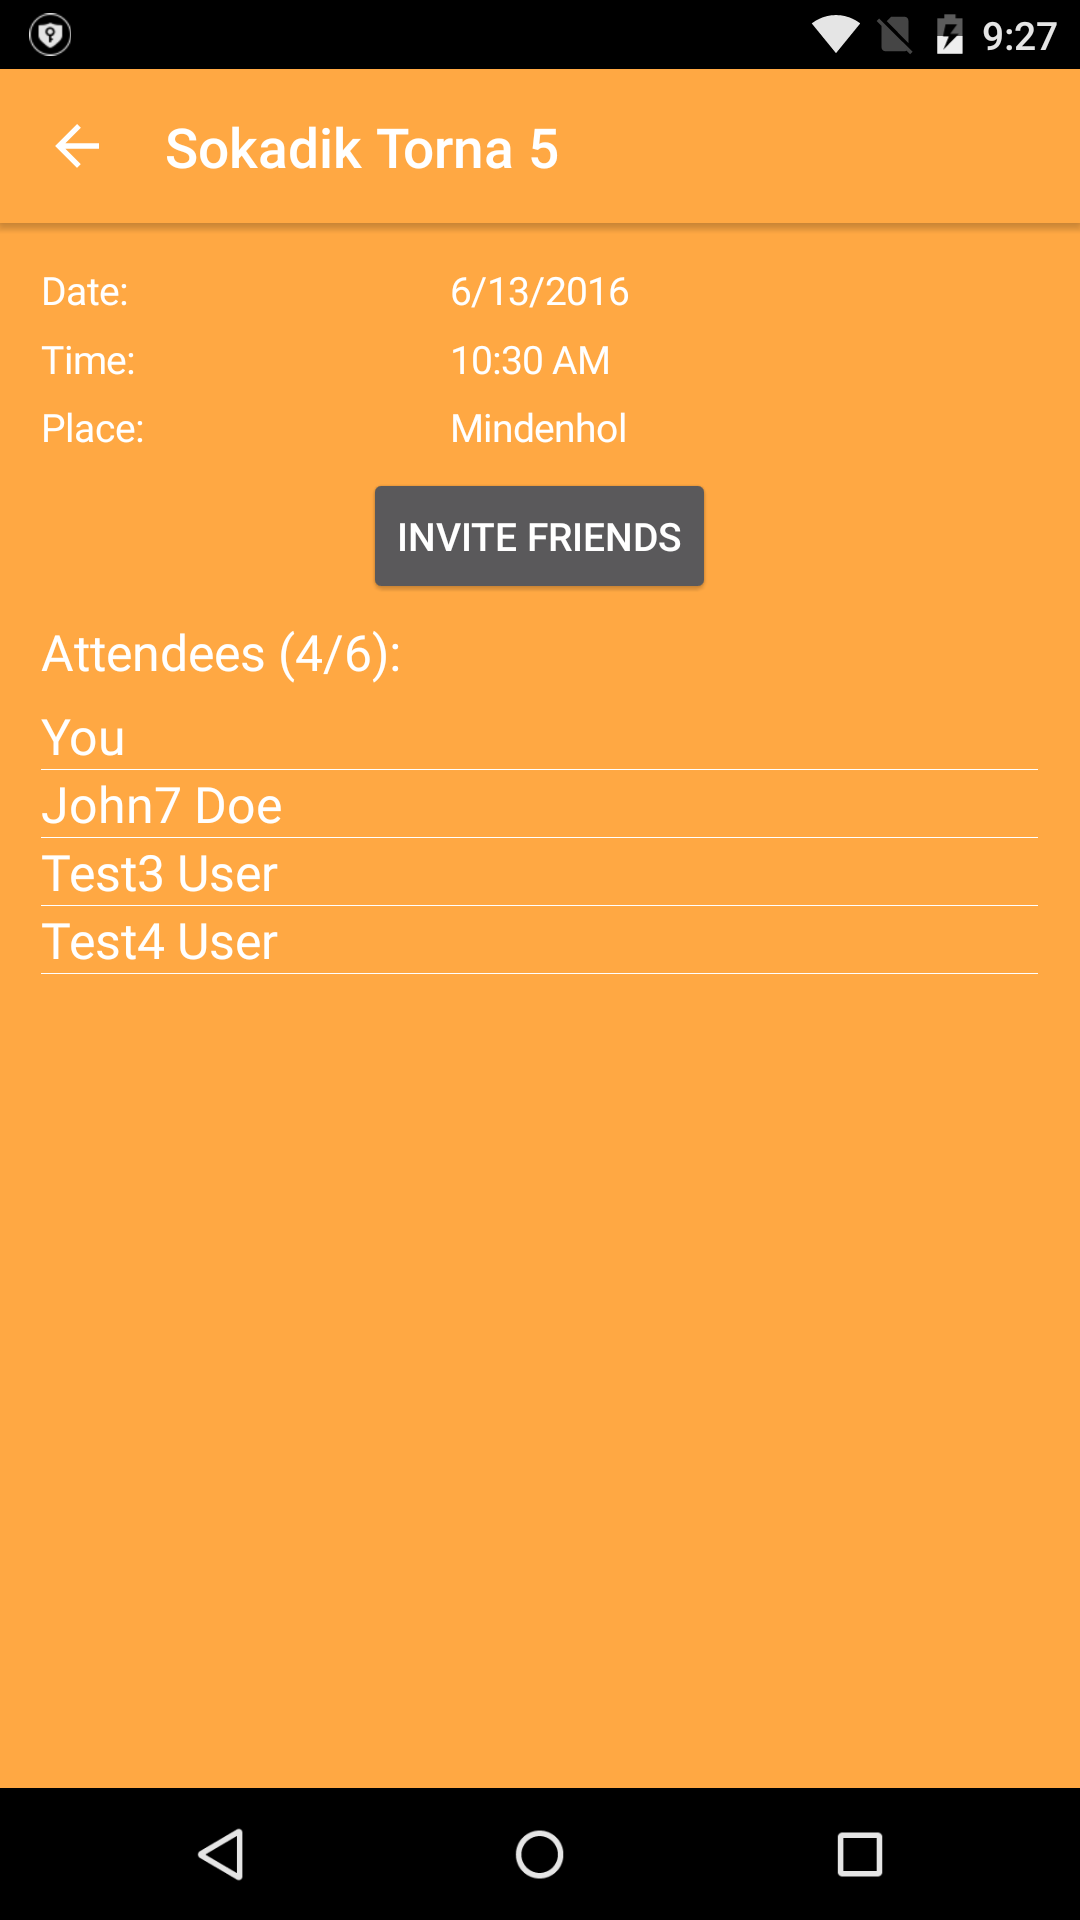 9:27
Sokadik Torna 5
Date: 6/13/2016
Time: 10:30 AM
Place: Mindenhol
INVITE FRIENDS
Attendees (4/6):
You
John7 Doe
Test3 User
Test4 User